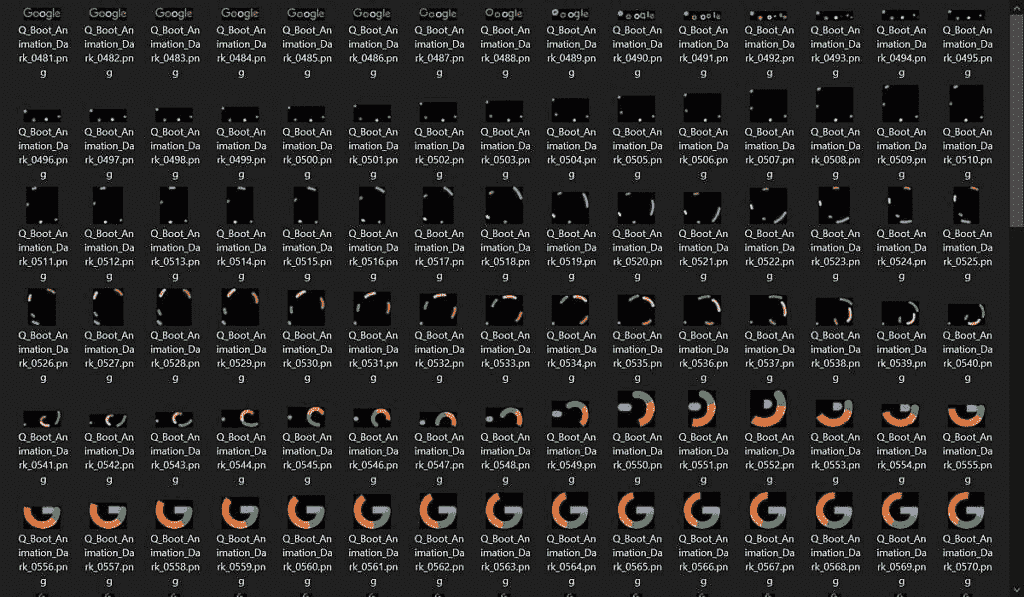 Google Google Google Google Google Google Google Google Google Google
Q_Boot_Animation_Dark_0481.png
Q_Boot_Animation_Dark_0482.png
Q_Boot_Animation_Dark_0483.png
Q_Boot_Animation_Dark_0484.png
Q_Boot_Animation_Dark_0485.png
Q_Boot_Animation_Dark_0486.png
Q_Boot_Animation_Dark_0487.png
Q_Boot_Animation_Dark_0488.png
Q_Boot_Animation_Dark_0489.png
Q_Boot_Animation_Dark_0490.png
Q_Boot_Animation_Dark_0491.png
Q_Boot_Animation_Dark_0492.png
Q_Boot_Animation_Dark_0493.png
Q_Boot_Animation_Dark_0494.png
Q_Boot_Animation_Dark_0495.png
Q_Boot_Animation_Dark_0496.png
Q_Boot_Animation_Dark_0497.png
Q_Boot_Animation_Dark_0498.png
Q_Boot_Animation_Dark_0499.png
Q_Boot_Animation_Dark_0500.png
Q_Boot_Animation_Dark_0501.png
Q_Boot_Animation_Dark_0502.png
Q_Boot_Animation_Dark_0503.png
Q_Boot_Animation_Dark_0504.png
Q_Boot_Animation_Dark_0505.png
Q_Boot_Animation_Dark_0506.png
Q_Boot_Animation_Dark_0507.png
Q_Boot_Animation_Dark_0508.png
Q_Boot_Animation_Dark_0509.png
Q_Boot_Animation_Dark_0510.png
Q_Boot_Animation_Dark_0511.png
Q_Boot_Animation_Dark_0512.png
Q_Boot_Animation_Dark_0513.png
Q_Boot_Animation_Dark_0514.png
Q_Boot_Animation_Dark_0515.png
Q_Boot_Animation_Dark_0516.png
Q_Boot_Animation_Dark_0517.png
Q_Boot_Animation_Dark_0518.png
Q_Boot_Animation_Dark_0519.png
Q_Boot_Animation_Dark_0520.png
Q_Boot_Animation_Dark_0521.png
Q_Boot_Animation_Dark_0522.png
Q_Boot_Animation_Dark_0523.png
Q_Boot_Animation_Dark_0524.png
Q_Boot_Animation_Dark_0525.png
Q_Boot_Animation_Dark_0526.png
Q_Boot_Animation_Dark_0527.png
Q_Boot_Animation_Dark_0528.png
Q_Boot_Animation_Dark_0529.png
Q_Boot_Animation_Dark_0530.png
Q_Boot_Animation_Dark_0531.png
Q_Boot_Animation_Dark_0532.png
Q_Boot_Animation_Dark_0533.png
Q_Boot_Animation_Dark_0534.png
Q_Boot_Animation_Dark_0535.png
Q_Boot_Animation_Dark_0536.png
Q_Boot_Animation_Dark_0537.png
Q_Boot_Animation_Dark_0538.png
Q_Boot_Animation_Dark_0539.png
Q_Boot_Animation_Dark_0540.png
Q_Boot_Animation_Dark_0541.png
Q_Boot_Animation_Dark_0542.png
Q_Boot_Animation_Dark_0543.png
Q_Boot_Animation_Dark_0544.png
Q_Boot_Animation_Dark_0545.png
Q_Boot_Animation_Dark_0546.png
Q_Boot_Animation_Dark_0547.png
Q_Boot_Animation_Dark_0548.png
Q_Boot_Animation_Dark_0549.png
Q_Boot_Animation_Dark_0550.png
Q_Boot_Animation_Dark_0551.png
Q_Boot_Animation_Dark_0552.png
Q_Boot_Animation_Dark_0553.png
Q_Boot_Animation_Dark_0554.png
Q_Boot_Animation_Dark_0555.png
Q_Boot_Animation_Dark_0556.png
Q_Boot_Animation_Dark_0557.png
Q_Boot_Animation_Dark_0558.png
Q_Boot_Animation_Dark_0559.png
Q_Boot_Animation_Dark_0560.png
Q_Boot_Animation_Dark_0561.png
Q_Boot_Animation_Dark_0562.png
Q_Boot_Animation_Dark_0563.png
Q_Boot_Animation_Dark_0564.png
Q_Boot_Animation_Dark_0565.png
Q_Boot_Animation_Dark_0566.png
Q_Boot_Animation_Dark_0567.png
Q_Boot_Animation_Dark_0568.png
Q_Boot_Animation_Dark_0569.png
Q_Boot_Animation_Dark_0570.png